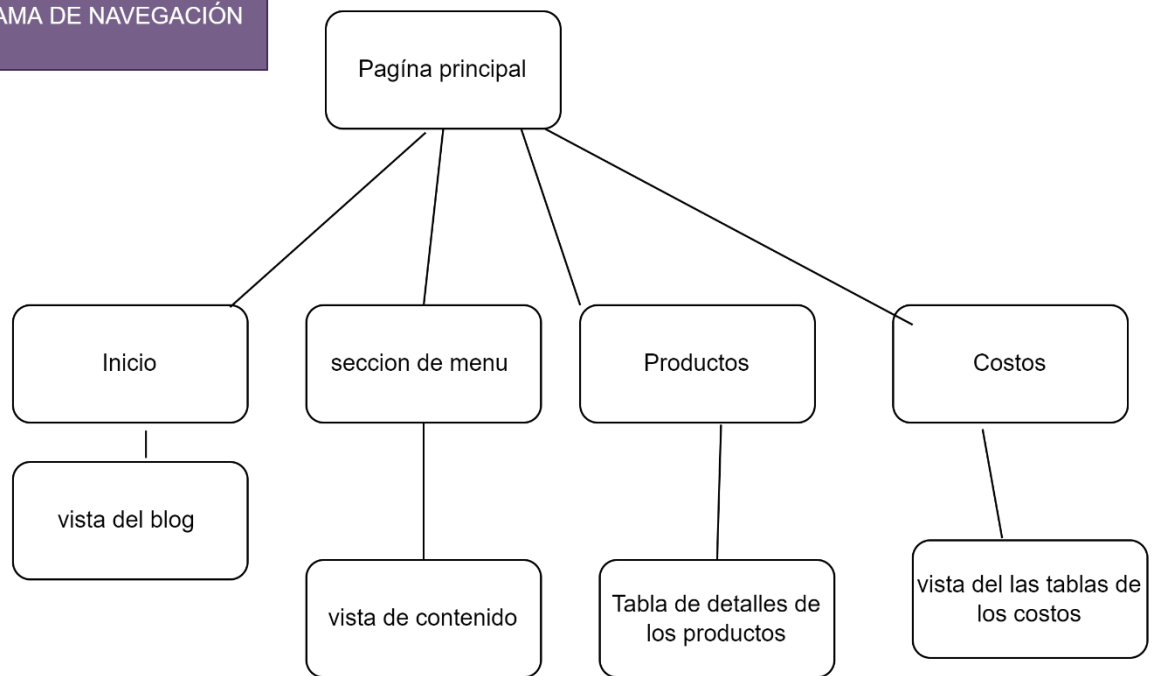 AMA DE NAVEGACIÓN
Pagína principal
Inicio
seccion de menu
Productos
Costos
vista del blog
vista de contenido
Tabla de detalles de
los productos
vista del las tablas de
los costos